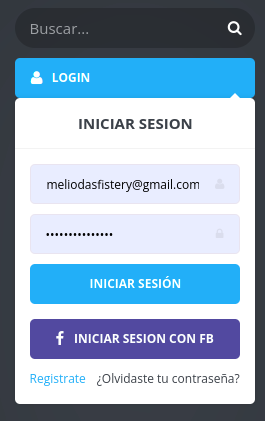 Buscar...
LOGIN
INICIAR SESION
meliodasfistery@gmail.com
•••••••••••••••
INICIAR SESIÓN
INICIAR SESION CON FB
Registrate ¿Olvidaste tu contraseña?